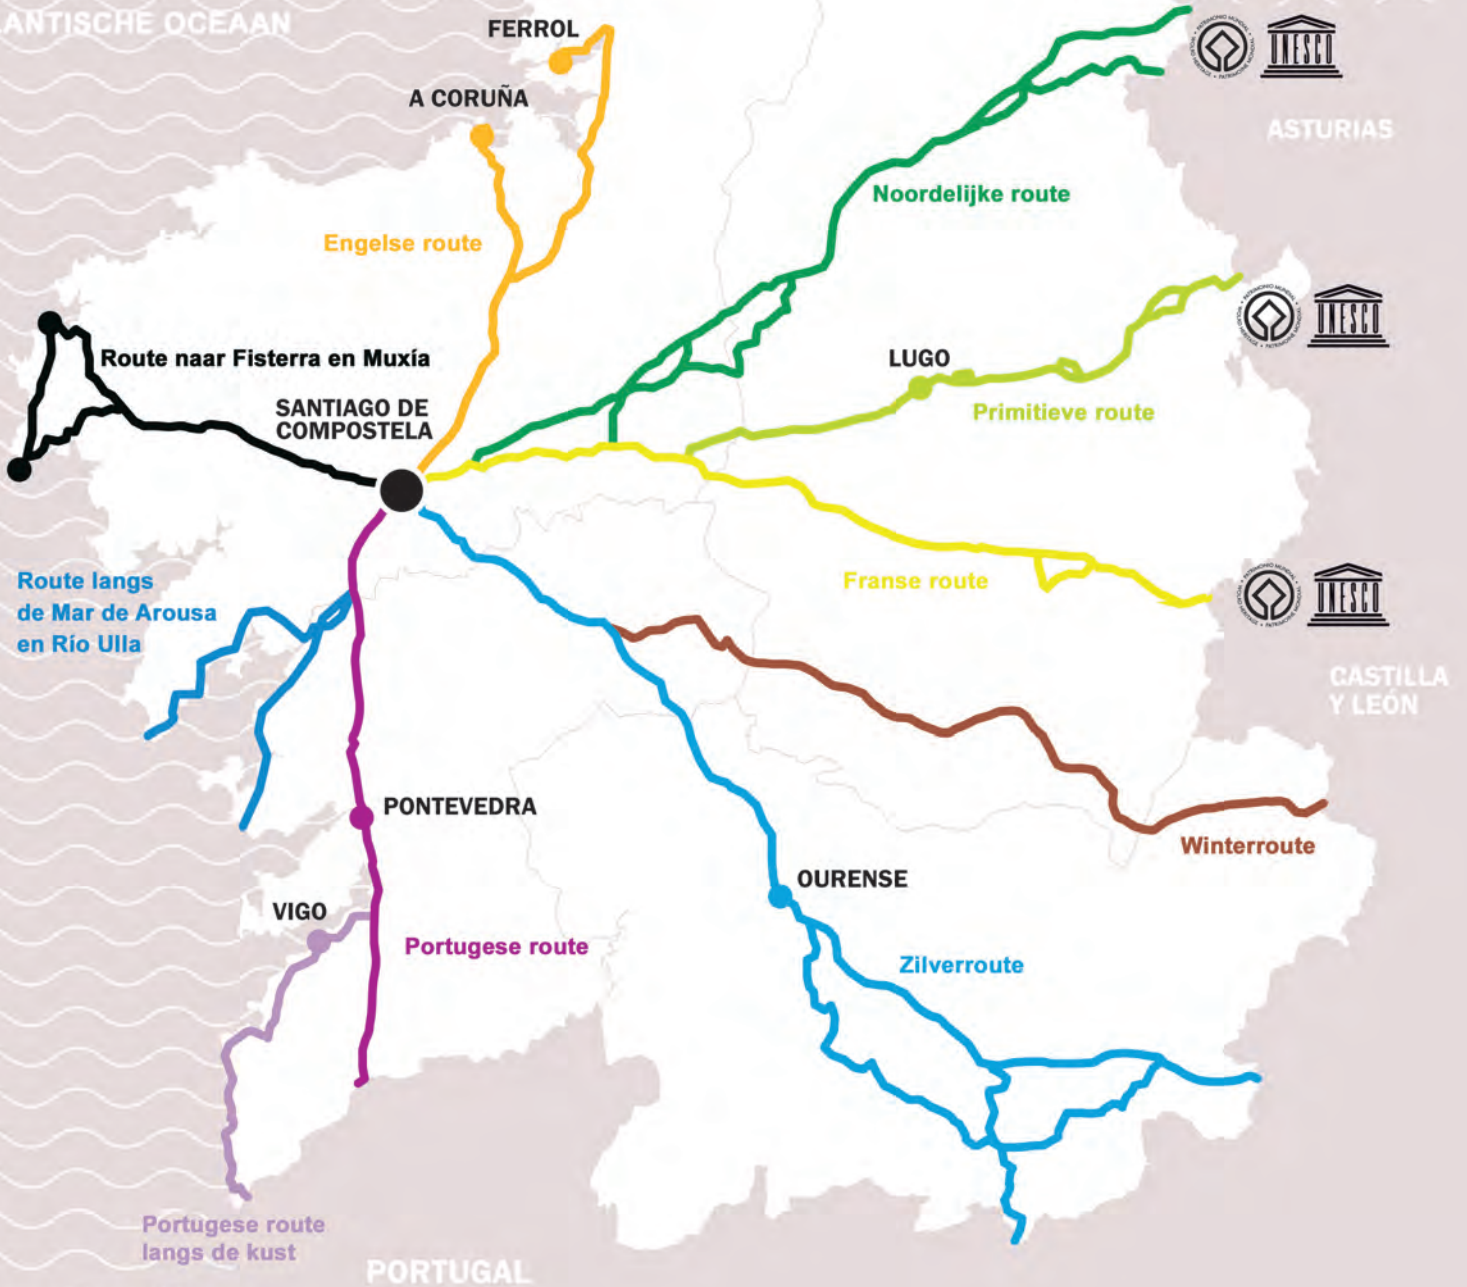 ANTISCHE OCEAAN
FERROL
A CORUÑA
UNESCO
ASTURIAS
Noordelijke route
Engelse route
UNESCO
Route naar Fisterra en Muxía
LUGO
SANTIAGO DE
COMPOSTELA
Primitieve route
Route langs
de Mar de Arousa
en Río Ulla
Franse route
UNESCO
CASTILLA
Y LEÓN
PONTEVEDRA
Winterroute
OURENSE
VIGO
Portugese route
Zilverroute
Portugese route
langs de kust
PORTUGAL